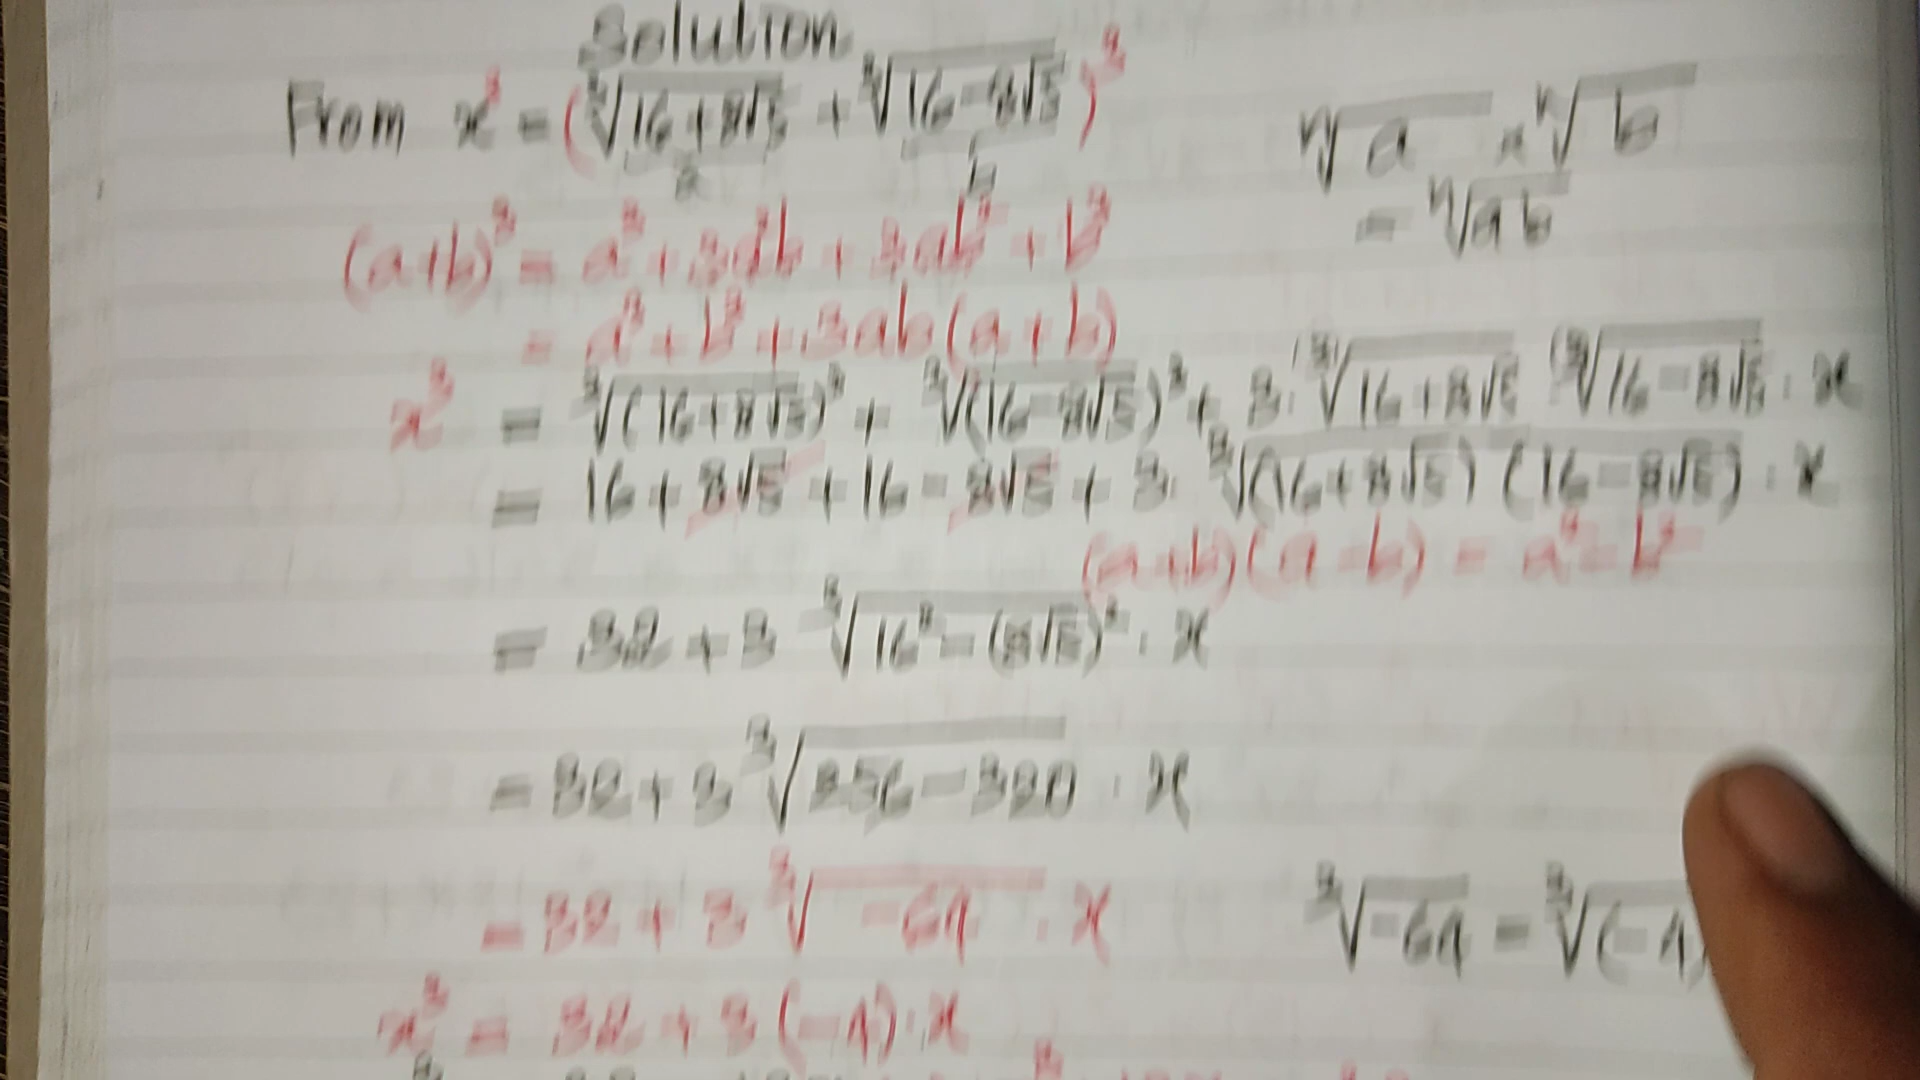 Solution
From x³ = (∛(16+8√5) + ∛(16-8√5))³
a b
ⁿ√a × ⁿ√b
= ⁿ√ab
(a+b)³ = a³ + 3a²b + 3ab² + b³
= a³ + b³ + 3ab(a+b)
x³ = ∛(16+8√5)³ + ∛(16-8√5)³ + 3·(∛16+8√5 (∛16-8√5 · x
= 16 + 8√5 + 16 - 8√5 + 3· ∛(16+8√5)(16-8√5) · x
(a+b)(a-b) = a²-b²
= 32 + 3 ∛16²-(8√5)² · x
= 32 + 3 ∛256-320 · x
= 32 + 3 ∛-64 · x
∛-64 = ∛(-4)
x³ = 32 + 3(-4)·x